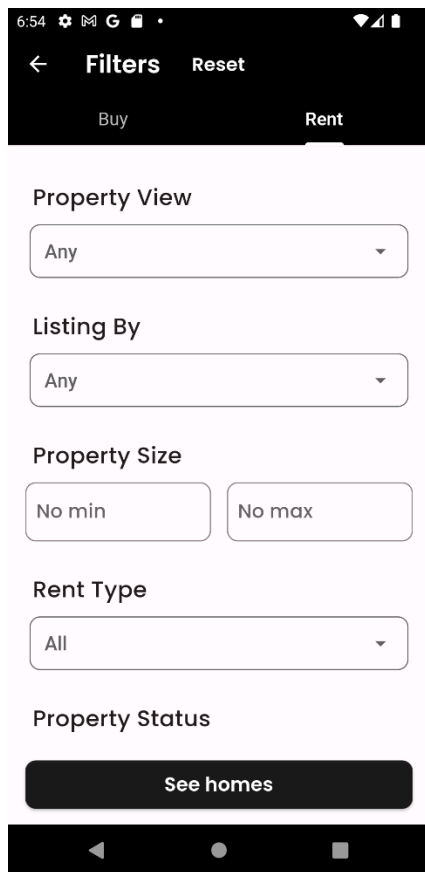 6:54
Filters Reset
Buy Rent
Property View
Any
Listing By
Any
Property Size
No min No max
Rent Type
All
Property Status
See homes